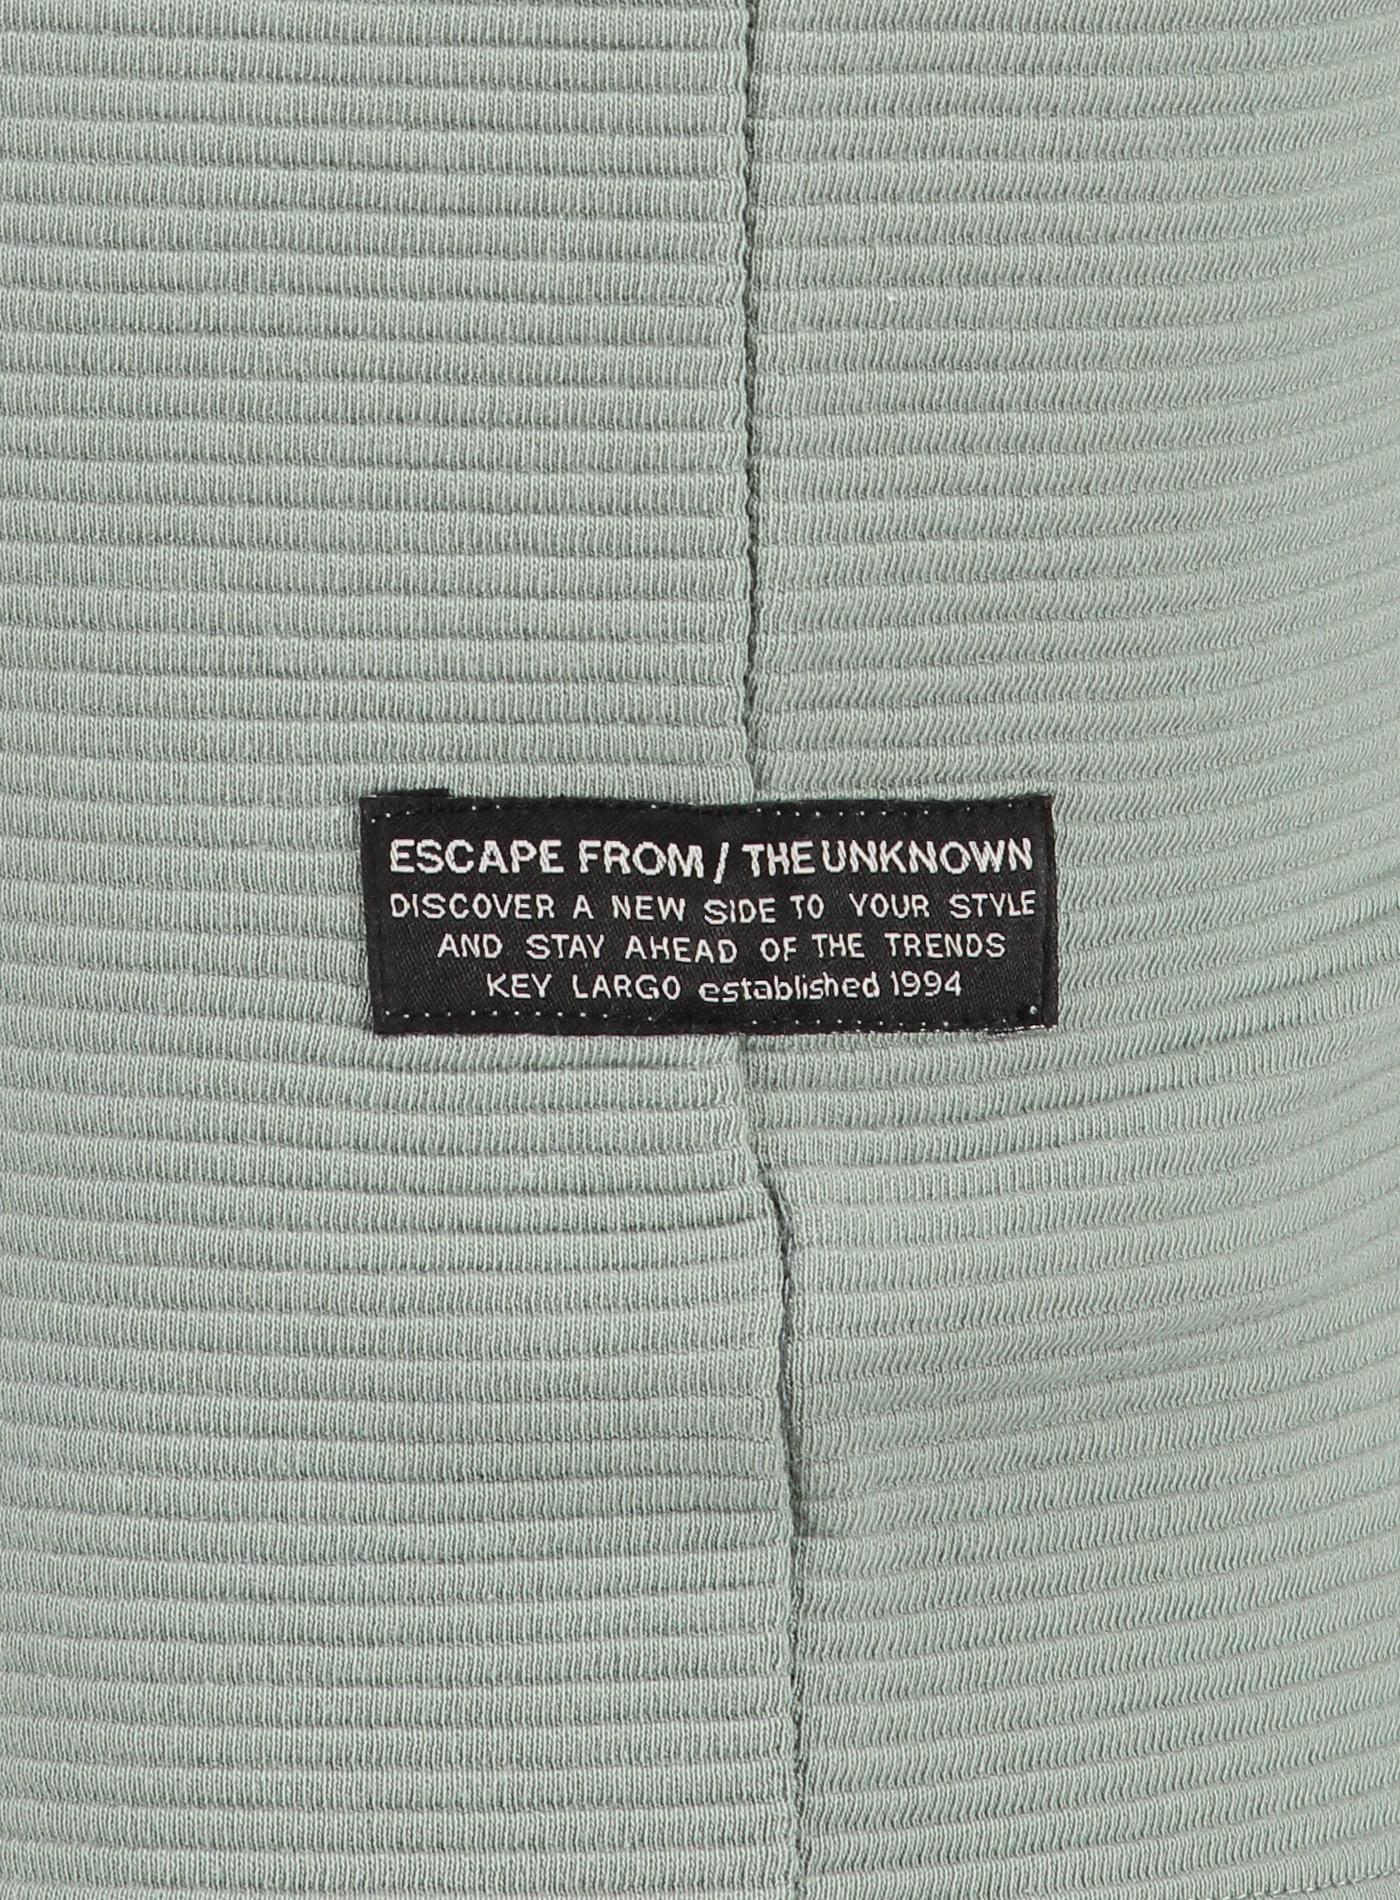 ESCAPE FROM / THE UNKNOWN
DISCOVER A NEW SIDE TO YOUR STYLE
AND STAY AHEAD OF THE TRENDS
KEY LARGO established 1994